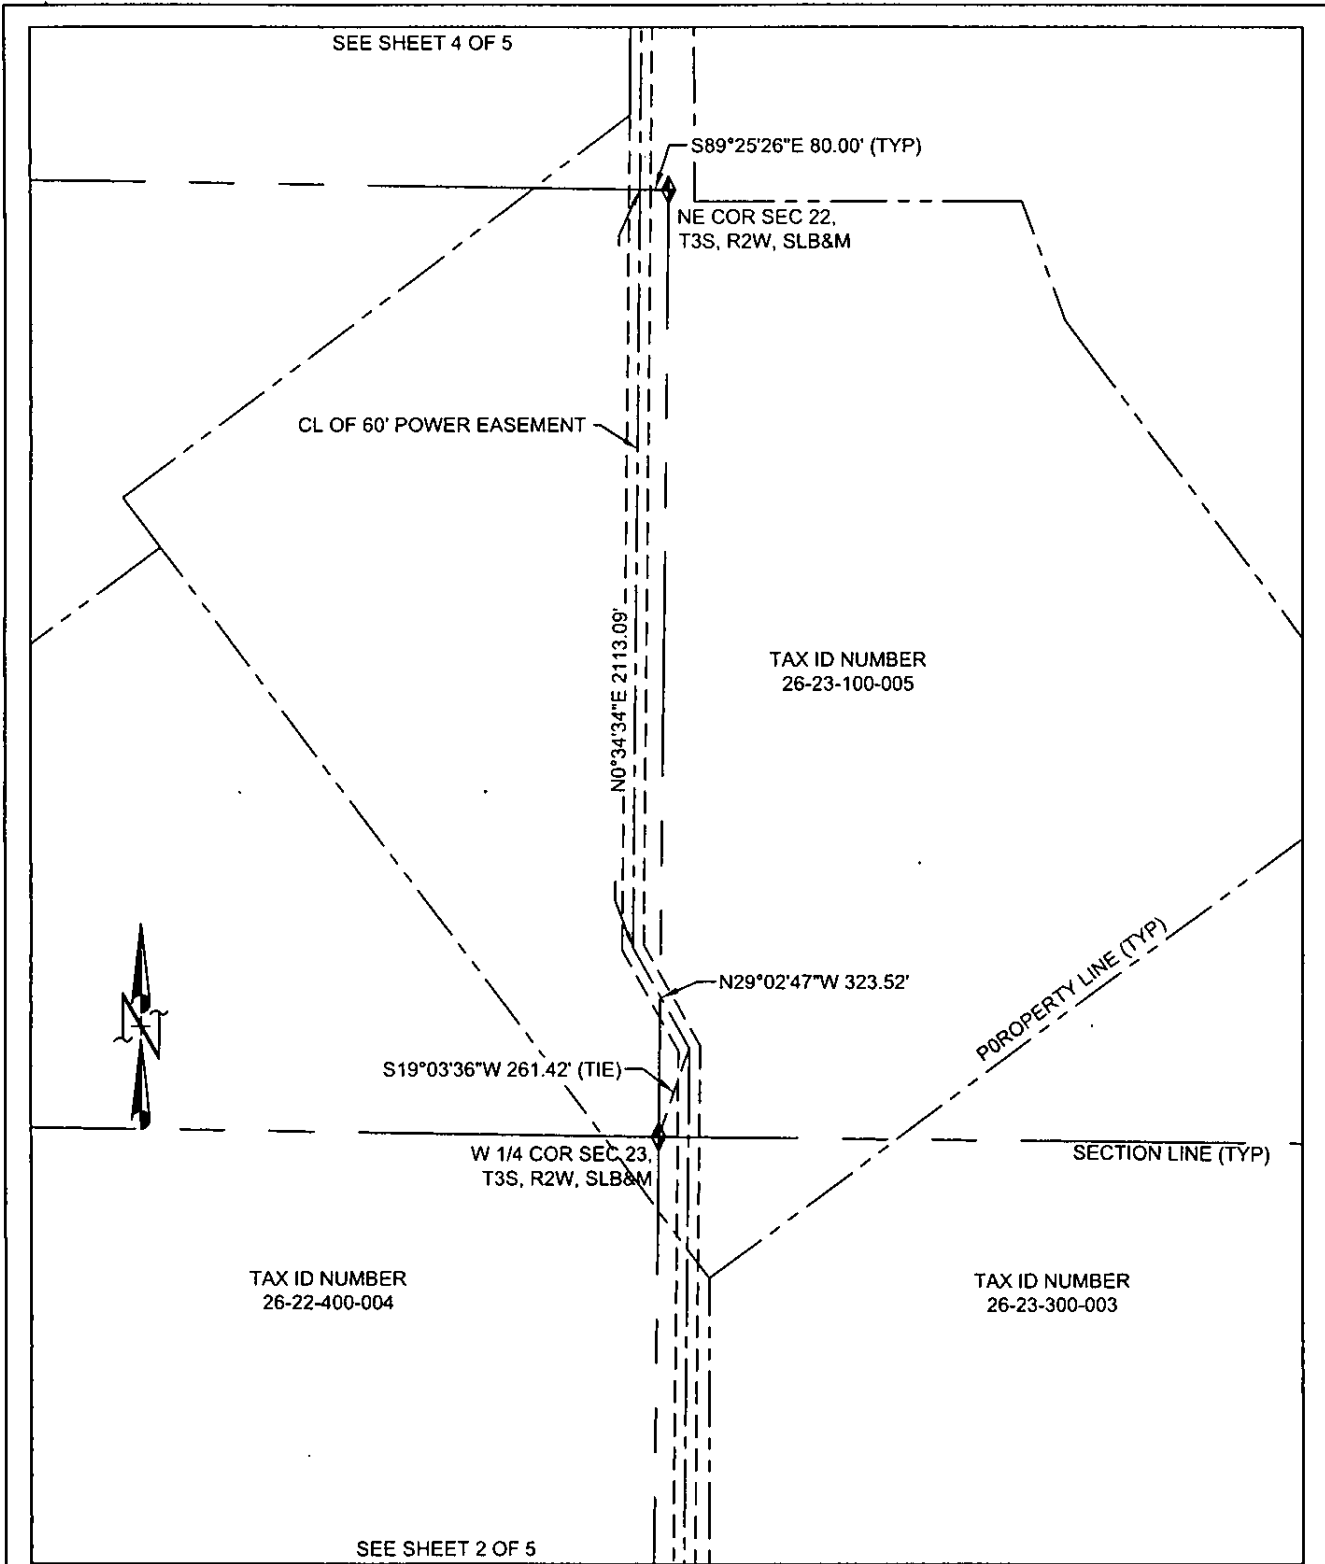 SEE SHEET 4 OF 5
S89°25'26"E 80.00' (TYP)
NE COR SEC 22,
T3S, R2W, SLB&M
CL OF 60' POWER EASEMENT
N0°34'34"E 2113.09'
TAX ID NUMBER
26-23-100-005
N29°02'47"W 323.52'
P0ROPERTY LINE (TYP)
S19°03'36"W 261.42' (TIE)
W 1/4 COR SEC 23,
T3S, R2W, SLB&M
SECTION LINE (TYP)
TAX ID NUMBER
26-22-400-004
TAX ID NUMBER
26-23-300-003
SEE SHEET 2 OF 5
N